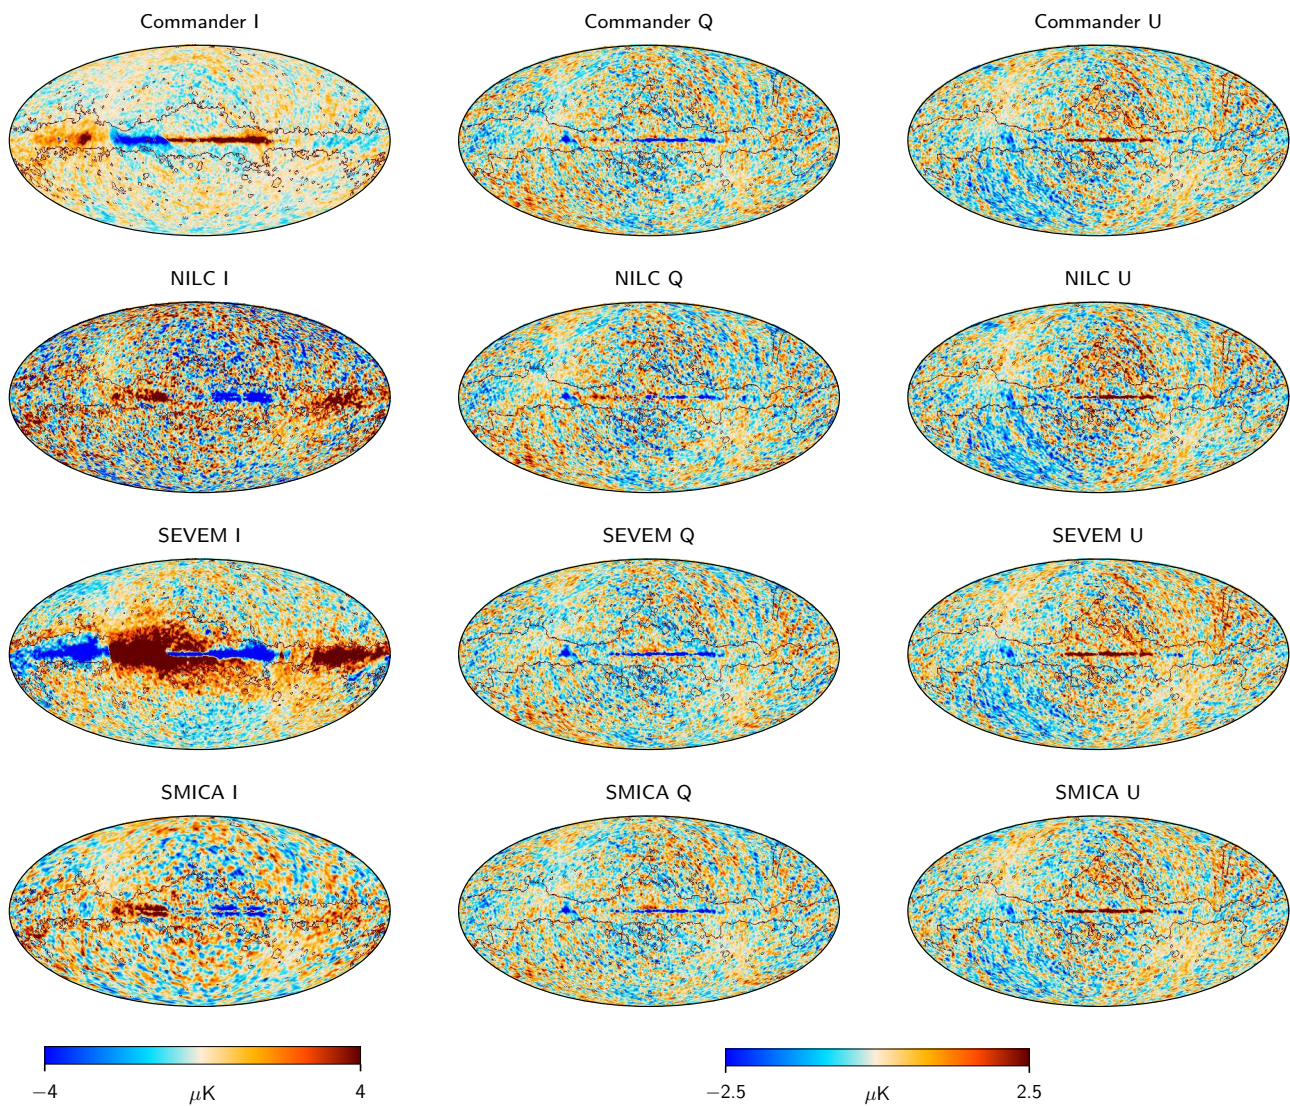 Commander I
Commander Q
Commander U
NILC I
NILC Q
NILC U
SEVEM I
SEVEM Q
SEVEM U
SMICA I
SMICA Q
SMICA U
−4 μK 4
−2.5 μK 2.5